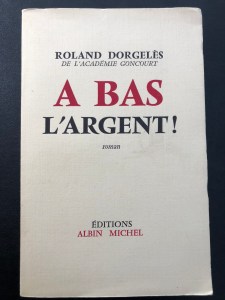 ROLAND DORGELÈS
DE L'ACADÉMIE GONCOURT
A BAS
L'ARGENT!
roman
ÉDITIONS
ALBIN MICHEL